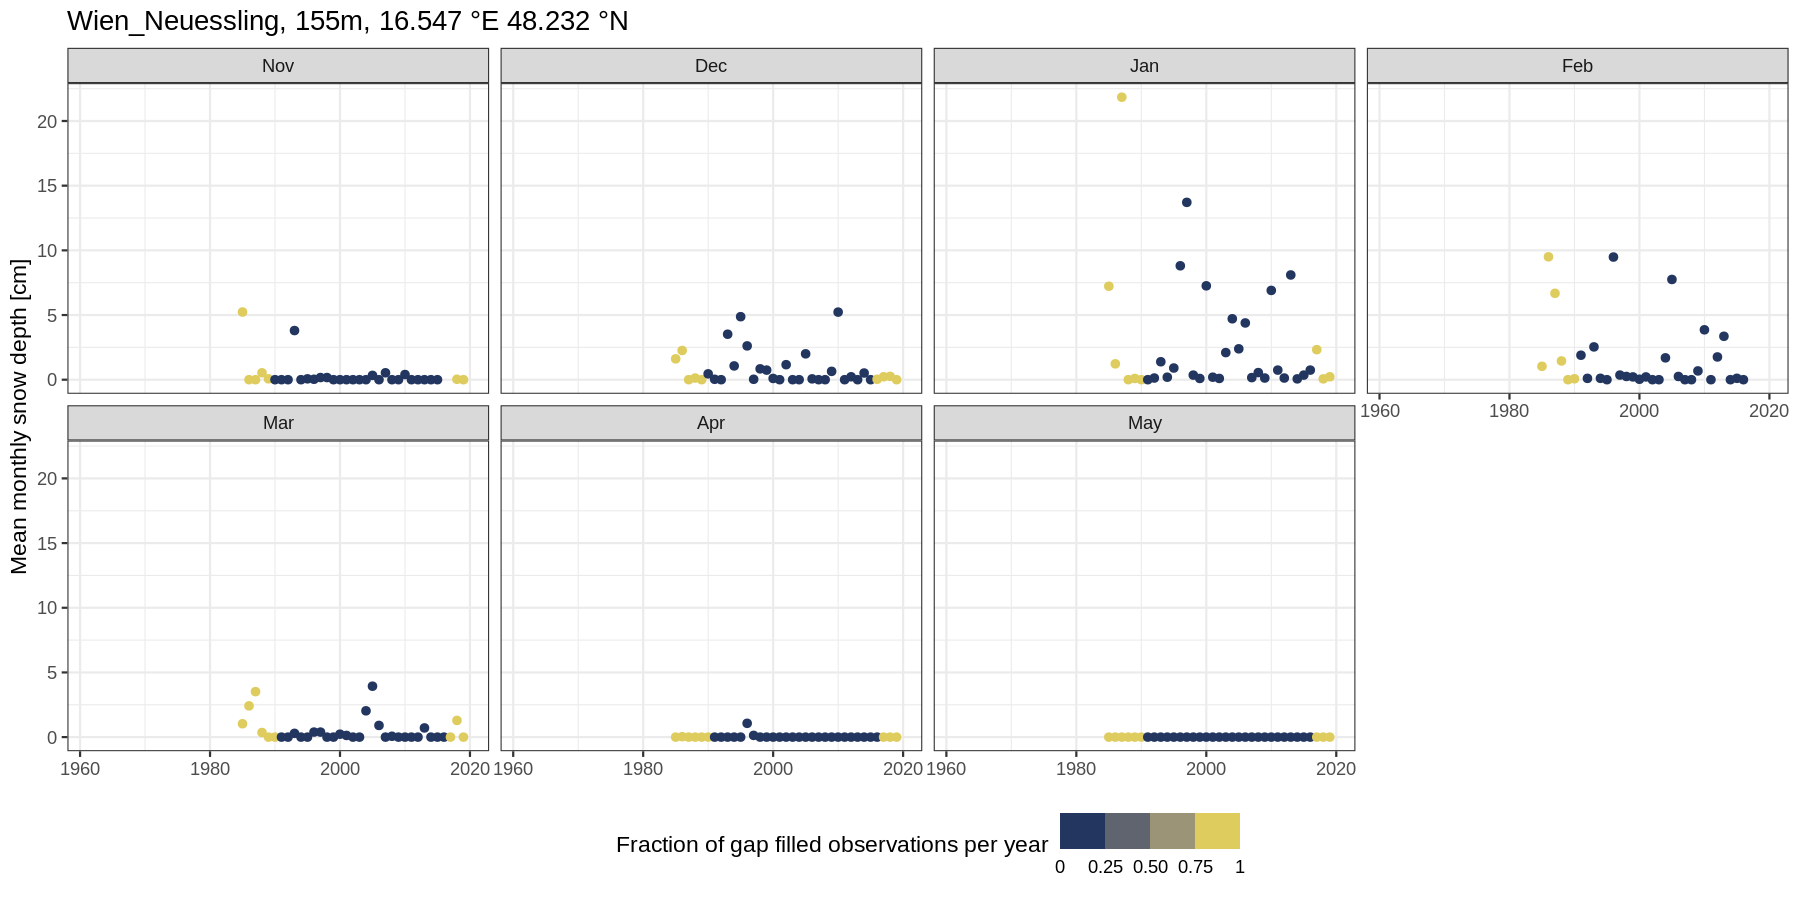 Wien_Neuessling, 155m, 16.547 °E 48.232 °N
Nov Dec Jan Feb
20
15
10
5
0
1960 1980 2000 2020
Mean monthly snow depth [cm]
Mar Apr May
20
15
10
5
0
1960 1980 2000 2020 1960 1980 2000 2020 1960 1980 2000 2020
Fraction of gap filled observations per year
0 0.25 0.50 0.75 1